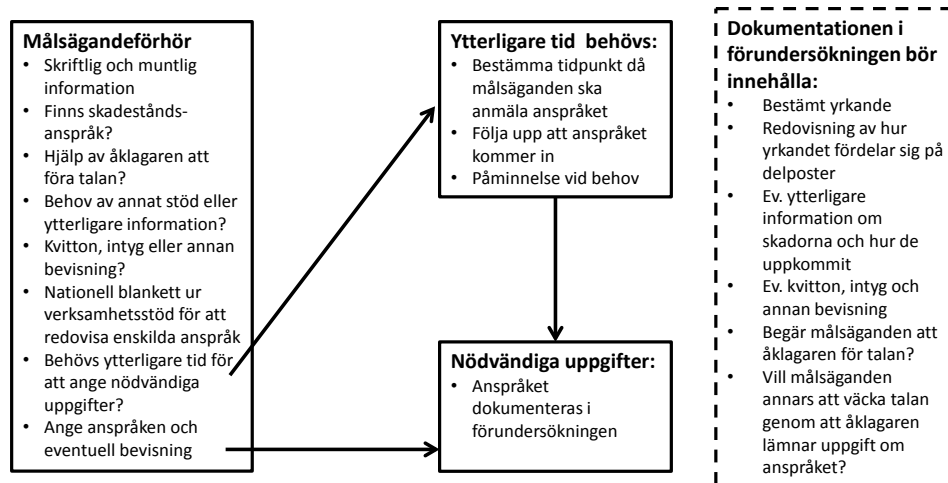 Målsägandeförhör
• Skriftlig och muntlig
information
• Finns skadestånds-
anspråk?
• Hjälp av åklagaren att
föra talan?
• Behov av annat stöd eller
ytterligare information?
• Kvitton, intyg eller annan
bevisning?
• Nationell blankett ur
verksamhetsstöd för att
redovisa enskilda anspråk
• Behövs ytterligare tid för
att ange nödvändiga
uppgifter?
• Ange anspråken och
eventuell bevisning
Ytterligare tid behövs:
• Bestämma tidpunkt då
målsäganden ska
anmäla anspråket
• Följa upp att anspråket
kommer in
• Påminnelse vid behov
Nödvändiga uppgifter:
• Anspråket
dokumenteras i
förundersökningen
Dokumentationen i
förundersökningen bör
innehålla:
• Bestämt yrkande
• Redovisning av hur
yrkandet fördelar sig på
delposter
• Ev. ytterligare
information om
skadorna och hur de
uppkommit
• Ev. kvitton, intyg och
annan bevisning
• Begär målsäganden att
åklagaren för talan?
• Vill målsäganden
annars att väcka talan
genom att åklagaren
lämnar uppgift om
anspråket?